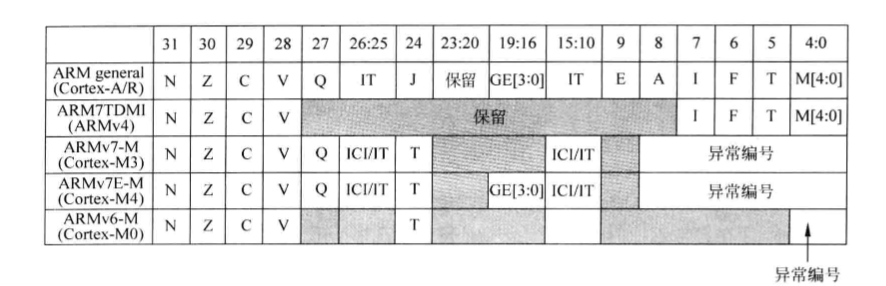 31 30 29 28 27 26:25 24 23:20 19:16 15:10 9 8 7 6 5 4:0
ARM general
(Cortex-A/R) N Z C V Q IT J 保留 GE[3:0] IT E A I F T M[4:0]
ARM7TDMI
(ARMv4) N Z C V 保留 I F T M[4:0]
ARMv7-M
(Cortex-M3) N Z C V Q ICI/IT T ICI/IT 异常编号
ARMv7E-M
(Cortex-M4) N Z C V Q ICI/IT T GE[3:0] ICI/IT 异常编号
ARMv6-M
(Cortex-M0) N Z C V T
异常编号